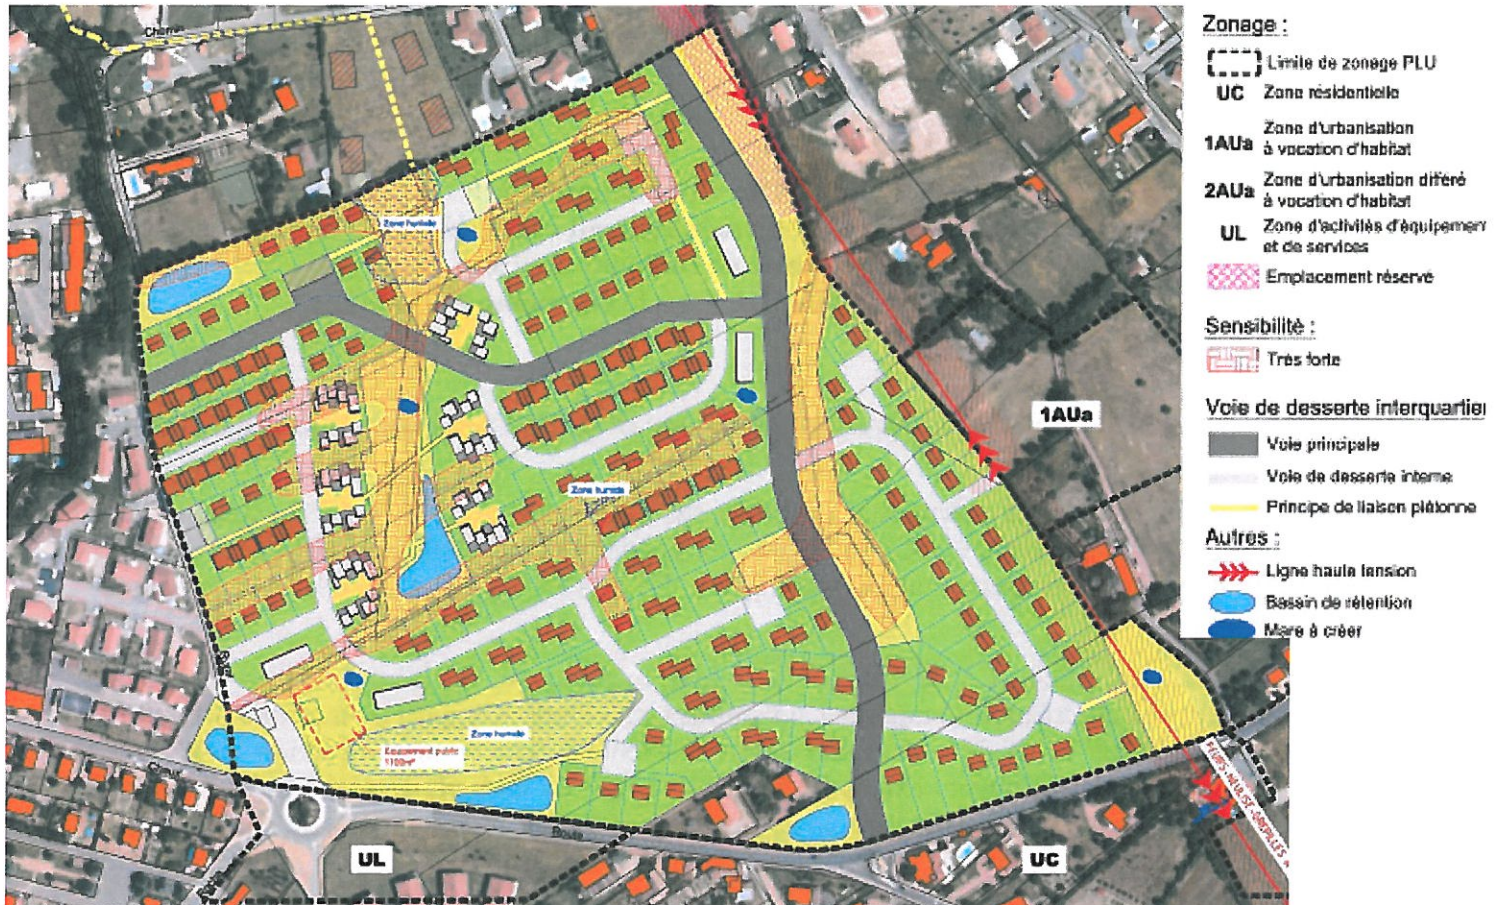 Zonage :
Limite de zonage PLU
UC Zone résidentielle
1AUa Zone d'urbanisation
à vocation d'habitat
2AUa Zone d'urbanisation différé
à vocation d'habitat
UL Zone d'activités d'équipement
et de services
Emplacement réservé
Sensibilité :
Très forte
Voie de desserte interquartier
Voie principale
Voie de desserte interne
Principe de liaison piétonne
Autres :
Ligne haute tension
Bassin de rétention
Mare à créer
Zone humide
1AUa
Zone humide
Zone humide
Equipement public
1100m²
Route
UL
UC